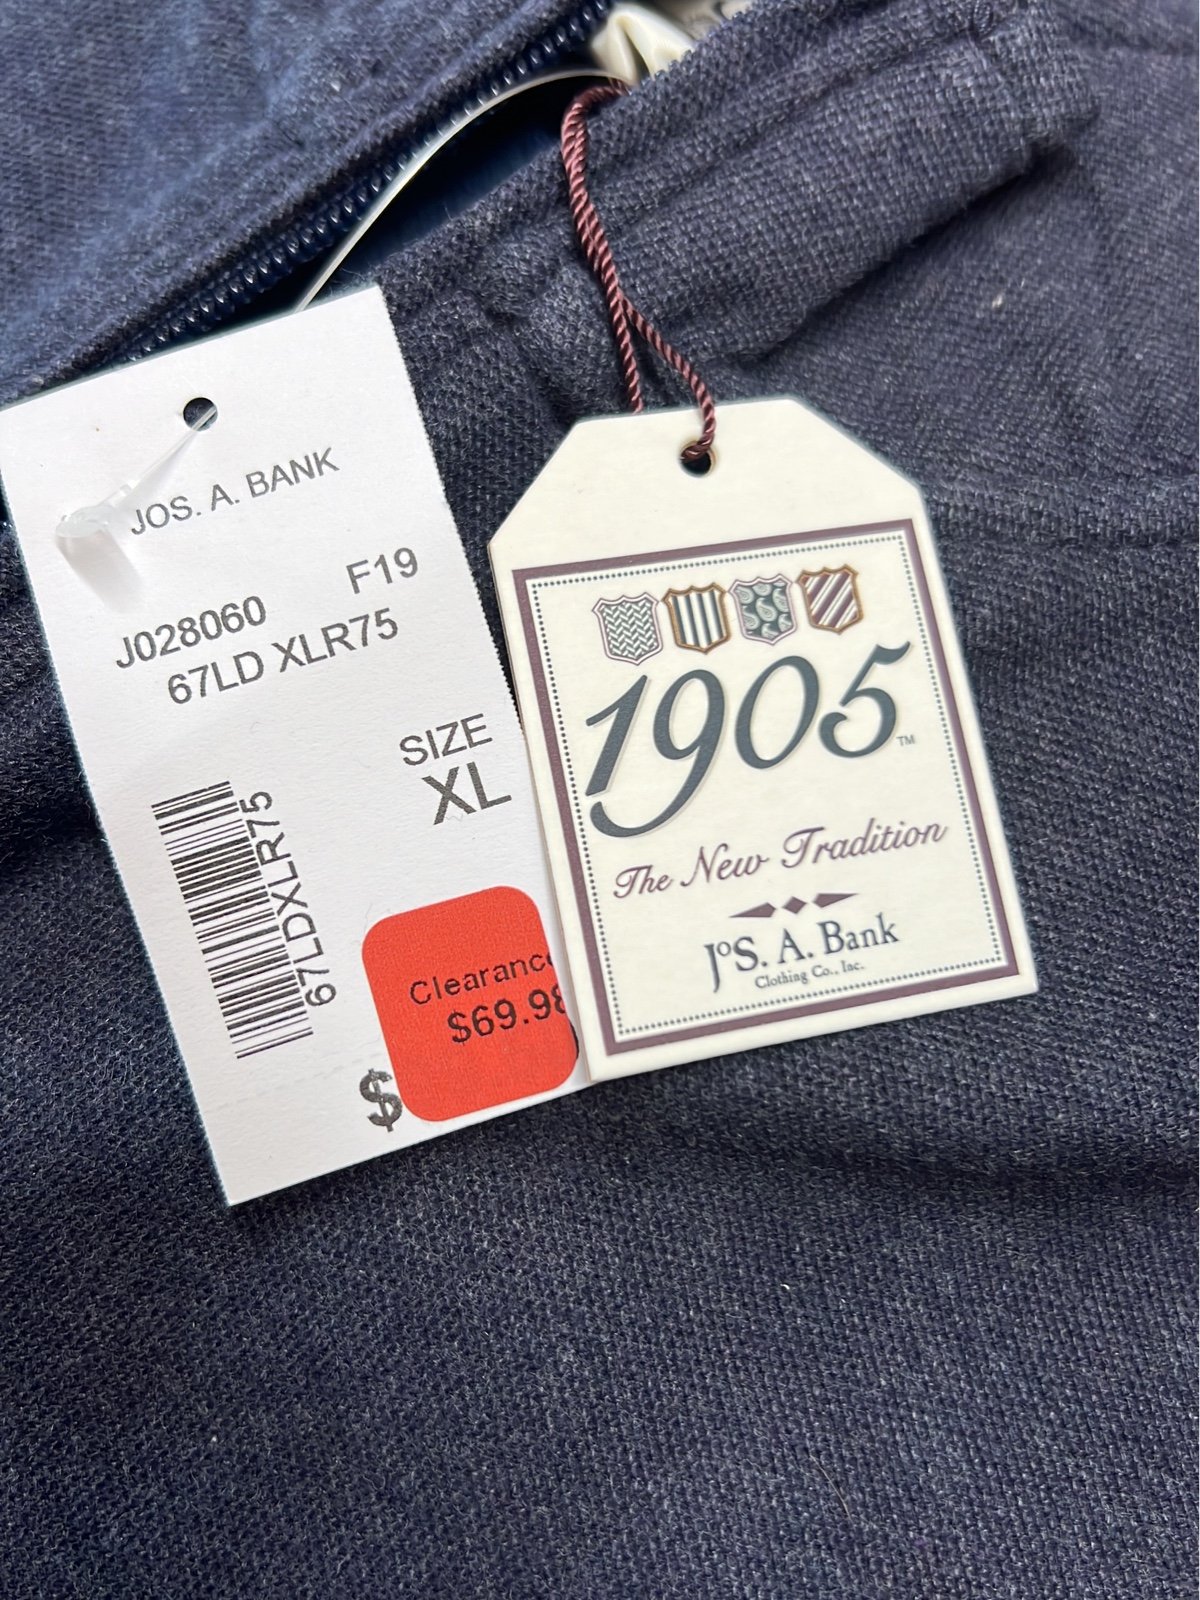 JOS. A. BANK
F19
J028060
67LD XLR75
SIZE
XL
67LDXLR75
Clearance
$69.98
$
1905™
The New Tradition
JoS. A. Bank
Clothing Co., Inc.